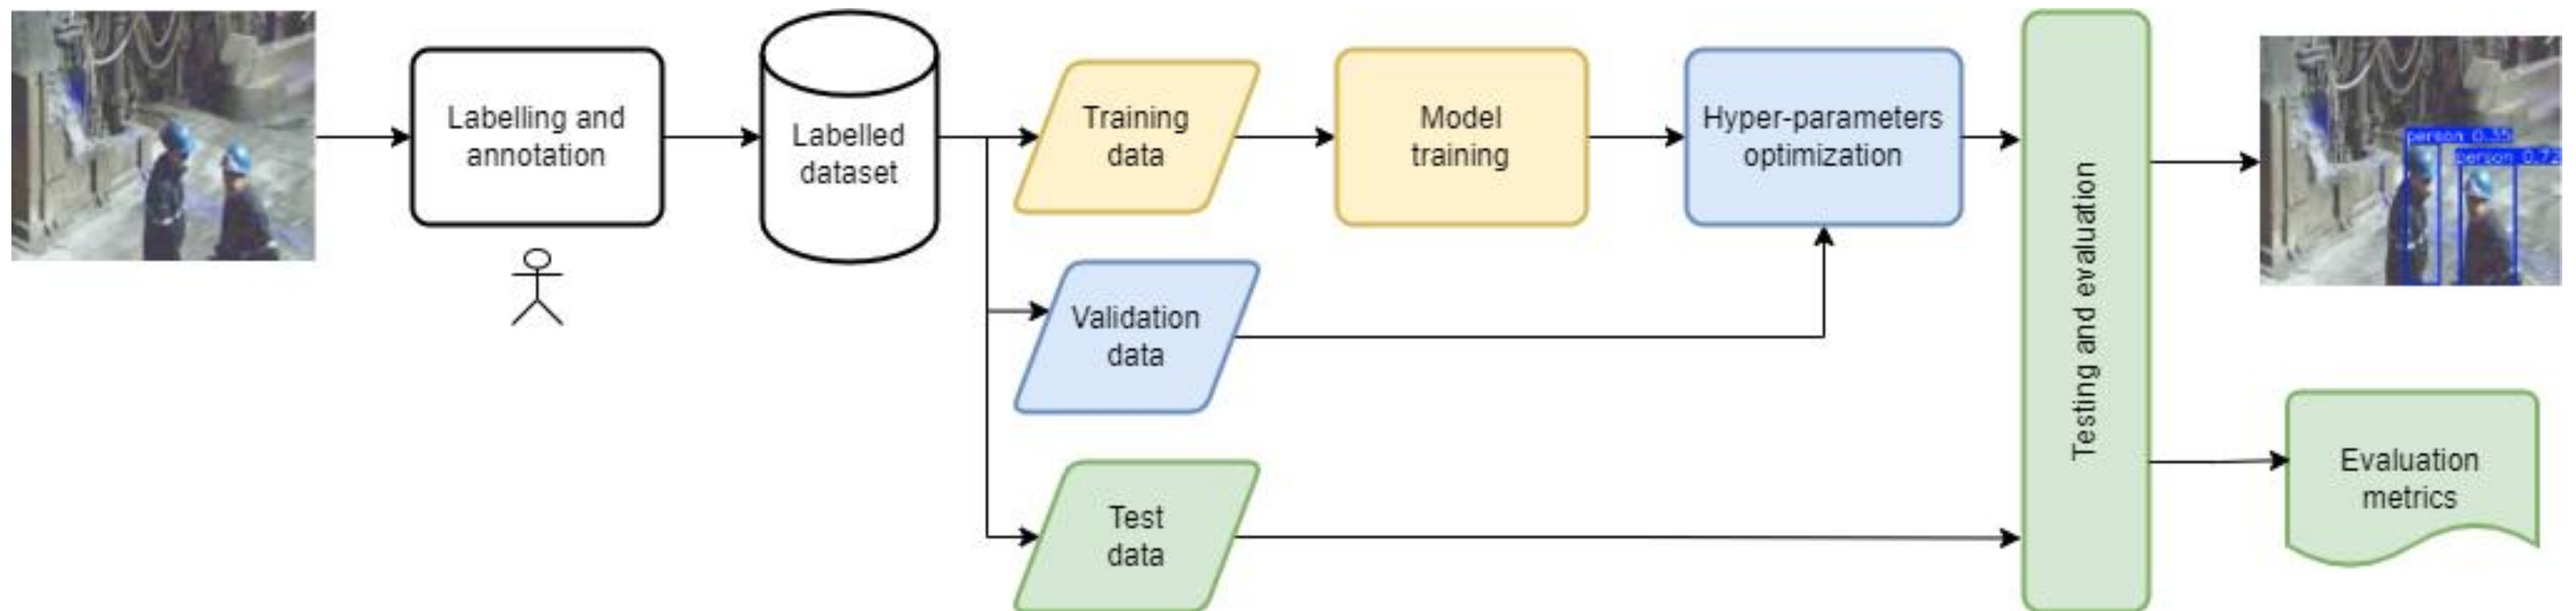 Labelling and
annotation
Labelled
dataset
Training
data
Model
training
Hyper-parameters
optimization
Validation
data
Test
data
Testing and evaluation
person 0.35
person 0.72
Evaluation
metrics